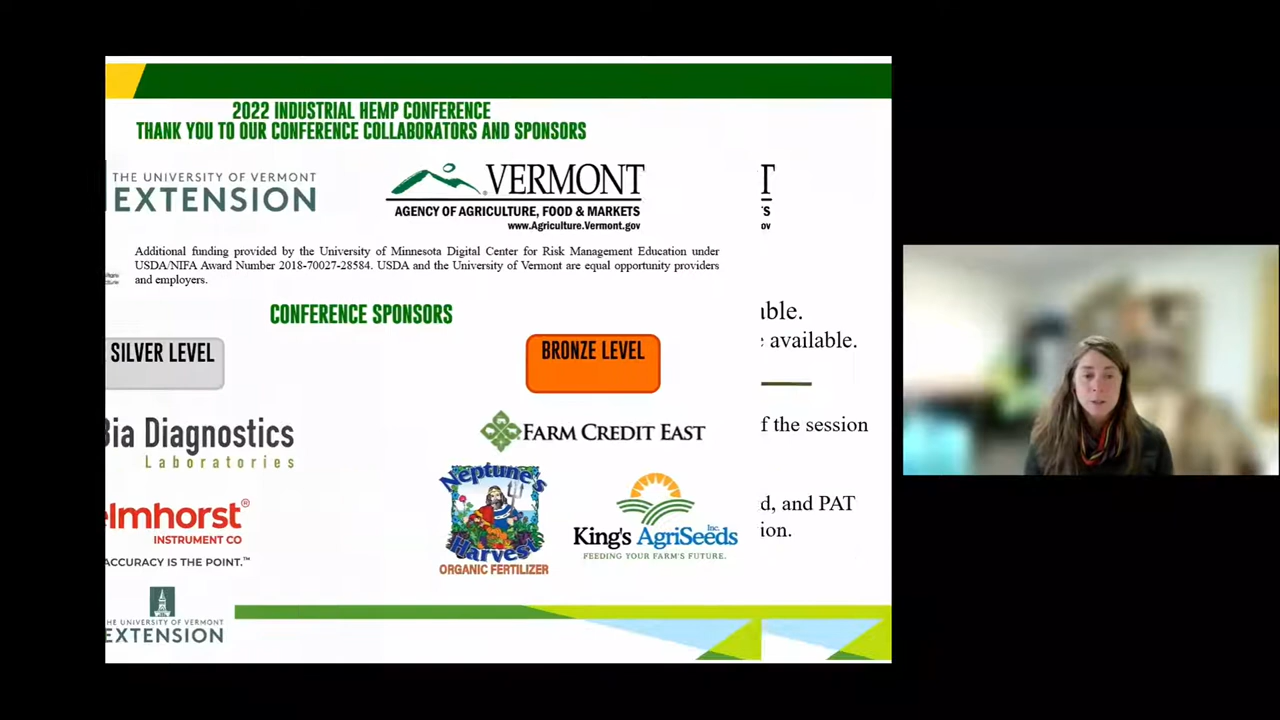 2022 INDUSTRIAL HEMP CONFERENCE
THANK YOU TO OUR CONFERENCE COLLABORATORS AND SPONSORS
THE UNIVERSITY OF VERMONT
EXTENSION
VERMONT
AGENCY OF AGRICULTURE, FOOD & MARKETS
www.Agriculture.Vermont.gov
T
'S
ov
Additional funding provided by the University of Minnesota Digital Center for Risk Management Education under
USDA/NIFA Award Number 2018-70027-28584. USDA and the University of Vermont are equal opportunity providers
and employers.
CONFERENCE SPONSORS
able.
available.
SILVER LEVEL
BRONZE LEVEL
Bia Diagnostics
Laboratories
FARM CREDIT EAST
f the session
Neptune's
Harvest
ORGANIC FERTILIZER
King's AgriSeeds Inc.
FEEDING YOUR FARM'S FUTURE.
d, and PAT
ion.
elmhorst®
INSTRUMENT CO
ACCURACY IS THE POINT.™
THE UNIVERSITY OF VERMONT
EXTENSION